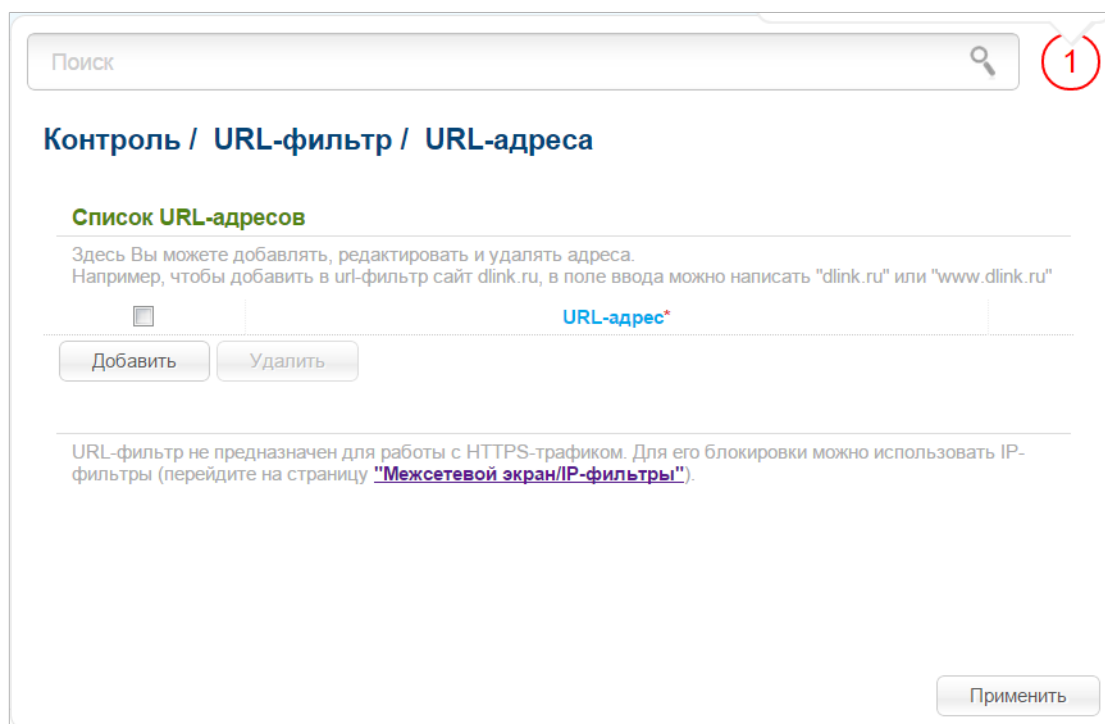 Поиск
1
Контроль / URL-фильтр / URL-адреса
Список URL-адресов
Здесь Вы можете добавлять, редактировать и удалять адреса.
Например, чтобы добавить в url-фильтр сайт dlink.ru, в поле ввода можно написать "dlink.ru" или "www.dlink.ru"
URL-адрес*
Добавить Удалить
URL-фильтр не предназначен для работы с HTTPS-трафиком. Для его блокировки можно использовать IP-
фильтры (перейдите на страницу "Межсетевой экран/IP-фильтры").
Применить